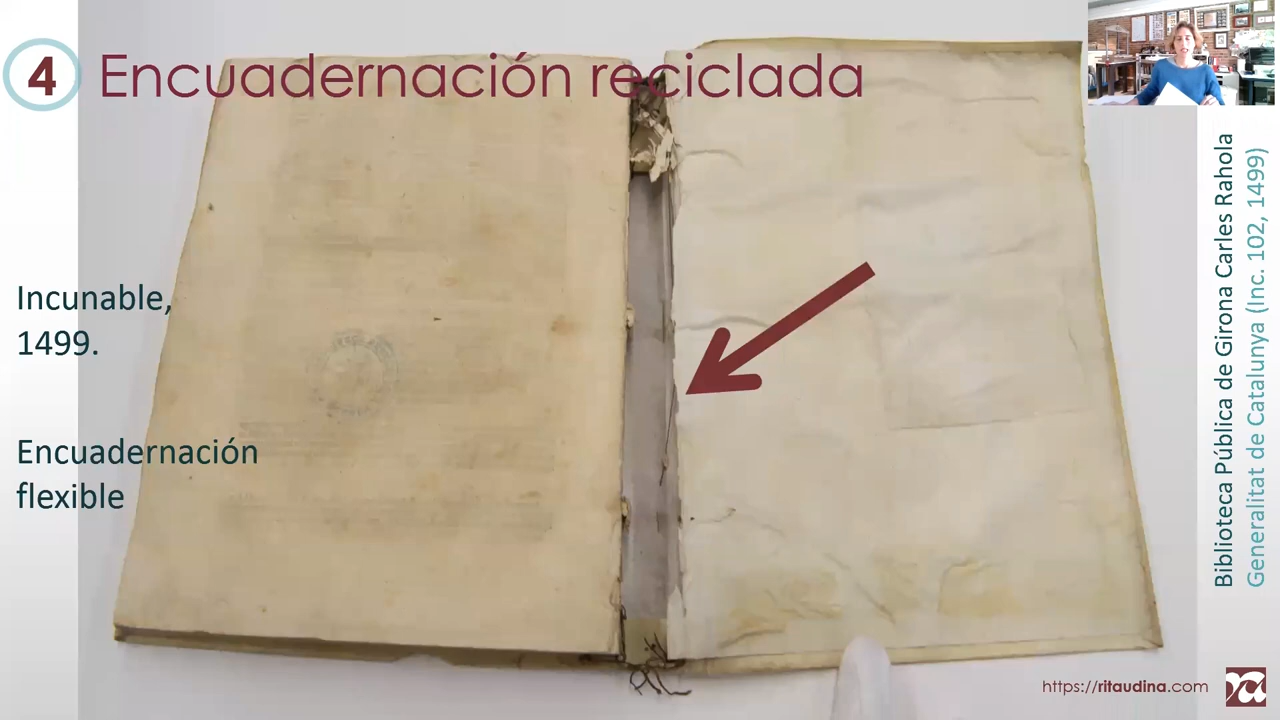 4 Encuadernación reciclada
Incunable,
1499.
Encuadernación
flexible
Biblioteca Pública de Girona Carles Rahola
Generalitat de Catalunya (Inc. 102, 1499)
https://ritaudina.com